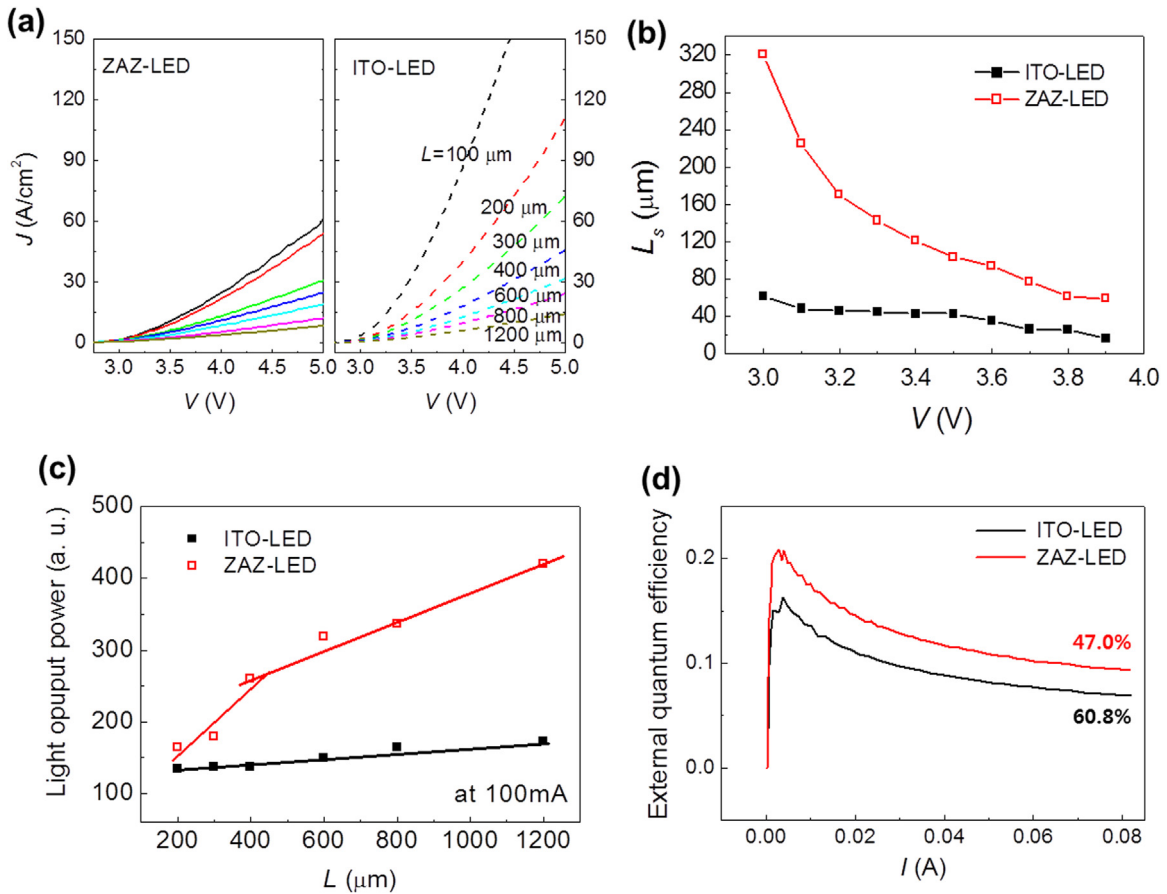 (a)
150
120
90
60
30
0
J (A/cm²)
ZAZ-LED
3.0 3.5 4.0 4.5 5.0
V (V)
ITO-LED
L=100 μm
200 μm
300 μm
400 μm
600 μm
800 μm
1200 μm
150
120
90
60
30
0
3.0 3.5 4.0 4.5 5.0
V (V)
(b)
320
280
240
200
160
120
80
40
0
Ls (μm)
ITO-LED
ZAZ-LED
3.0 3.2 3.4 3.6 3.8 4.0
V (V)
(c)
500
400
300
200
100
Light opuput power (a. u.)
ITO-LED
ZAZ-LED
at 100mA
200 400 600 800 1000 1200
L (μm)
(d)
0.2
0.1
0.0
External quantum efficiency
ITO-LED
ZAZ-LED
47.0%
60.8%
0.00 0.02 0.04 0.06 0.08
I (A)